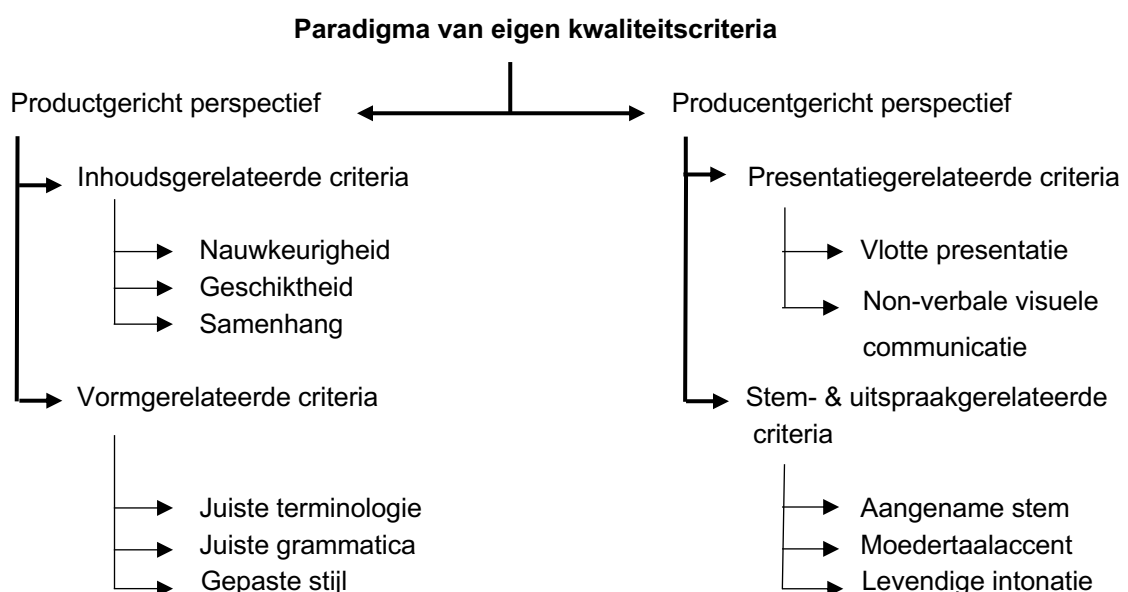 Paradigma van eigen kwaliteitscriteria
Productgericht perspectief
Inhoudsgerelateerde criteria
Nauwkeurigheid
Geschiktheid
Samenhang
Vormgerelateerde criteria
Juiste terminologie
Juiste grammatica
Gepaste stijl
Producentgericht perspectief
Presentatiegerelateerde criteria
Vlotte presentatie
Non-verbale visuele
communicatie
Stem- & uitspraakgerelateerde
criteria
Aangename stem
Moedertaalaccent
Levendige intonatie